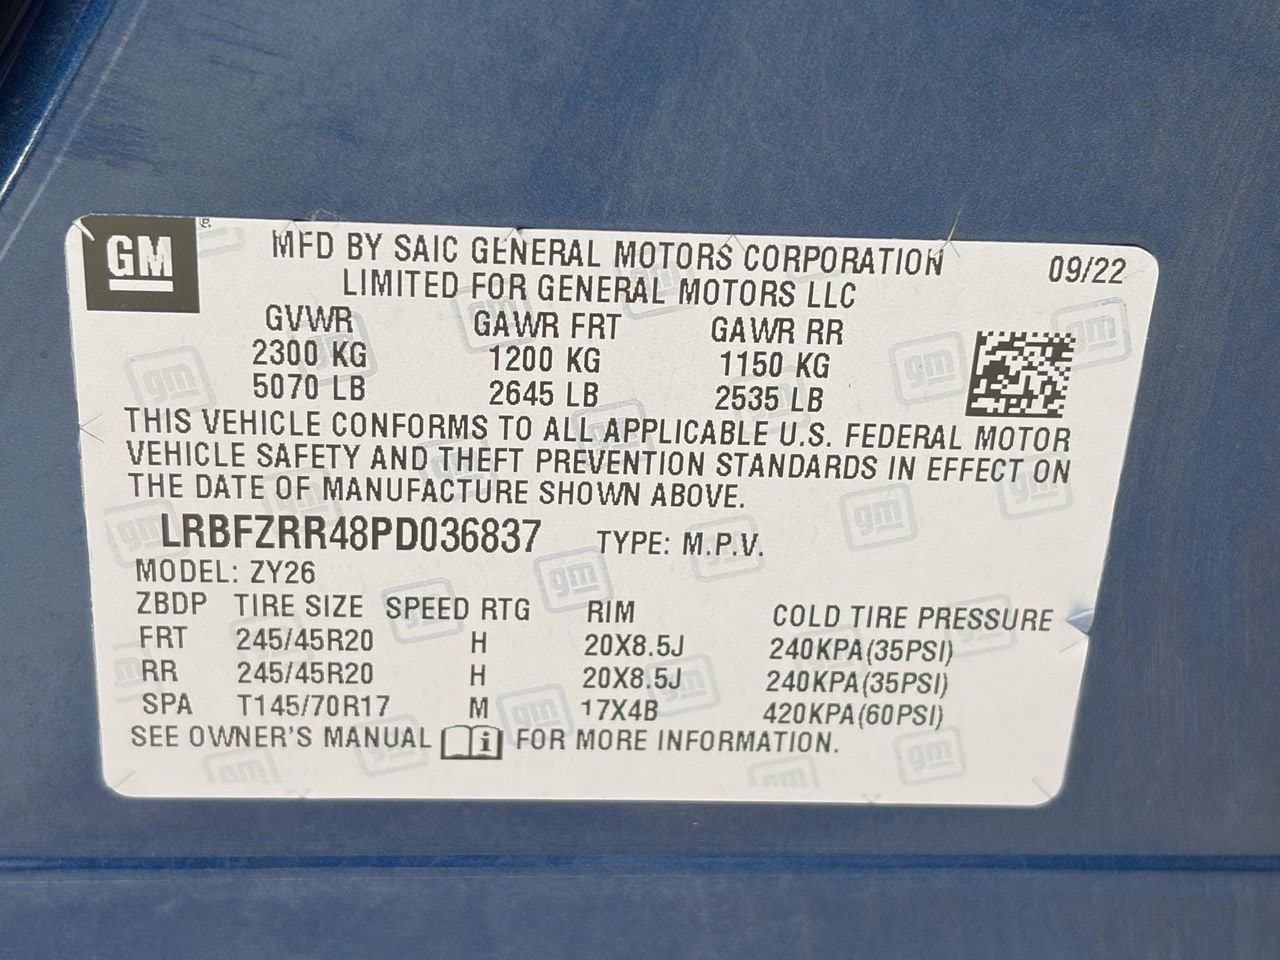 GM
MFD BY SAIC GENERAL MOTORS CORPORATION 09/22
LIMITED FOR GENERAL MOTORS LLC
GVWR GAWR FRT GAWR RR
2300 KG 1200 KG 1150 KG
5070 LB 2645 LB 2535 LB
THIS VEHICLE CONFORMS TO ALL APPLICABLE U.S. FEDERAL MOTOR
VEHICLE SAFETY AND THEFT PREVENTION STANDARDS IN EFFECT ON
THE DATE OF MANUFACTURE SHOWN ABOVE.
LRBFZRR48PD036837 TYPE: M.P.V.
MODEL: ZY26
ZBDP TIRE SIZE SPEED RTG RIM COLD TIRE PRESSURE
FRT 245/45R20 H 20X8.5J 240KPA(35PSI)
RR 245/45R20 H 20X8.5J 240KPA(35PSI)
SPA T145/70R17 M 17X4B 420KPA(60PSI)
SEE OWNER'S MANUAL i FOR MORE INFORMATION.